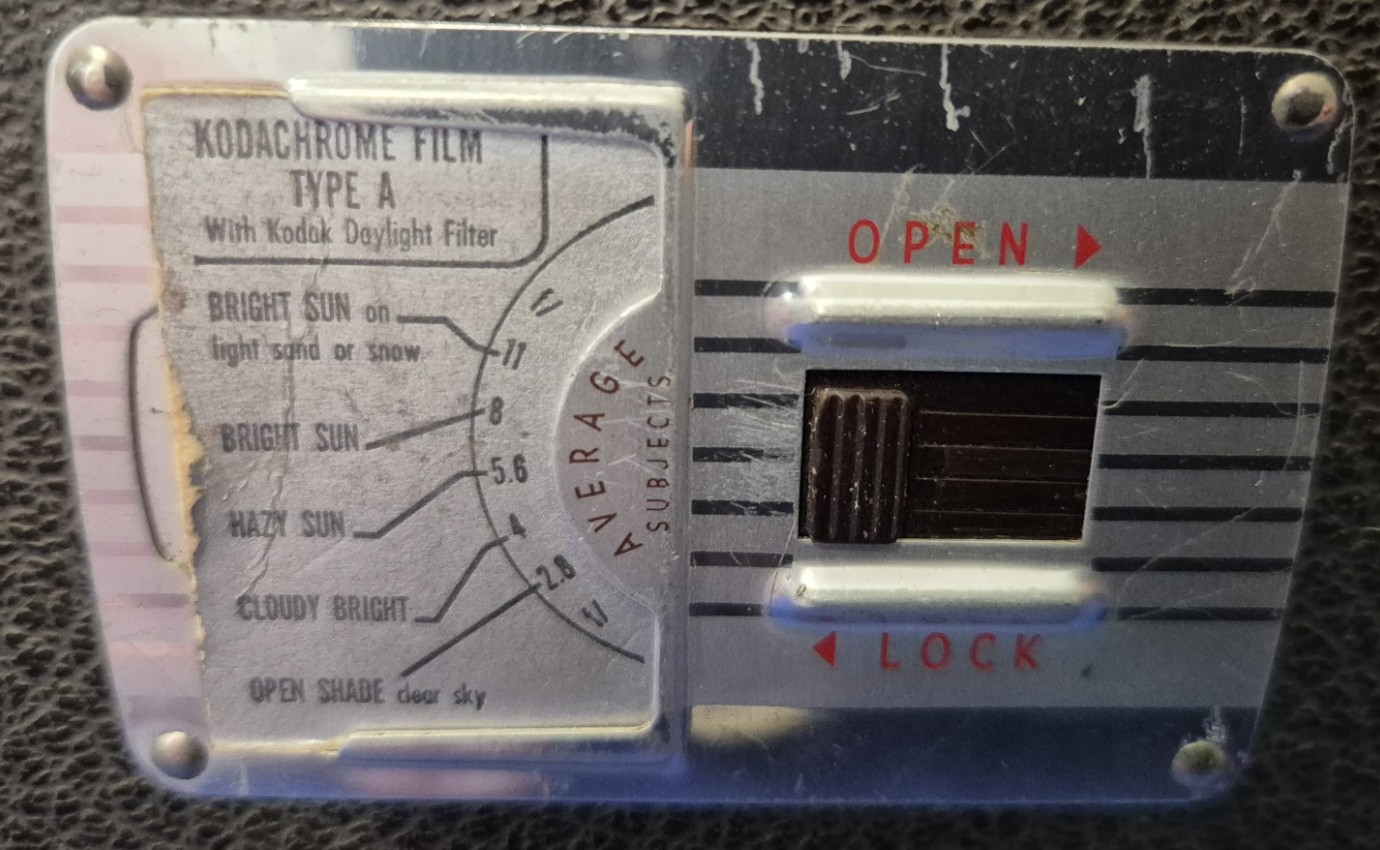 KODACHROME FILM
TYPE A
With Kodak Daylight Filter
BRIGHT SUN on
light sand or snow
BRIGHT SUN
HAZY SUN
CLOUDY BRIGHT
OPEN SHADE clear sky
f/
11
8
5.6
4
2.8
f/
AVERAGE
SUBJECTS
OPEN
LOCK